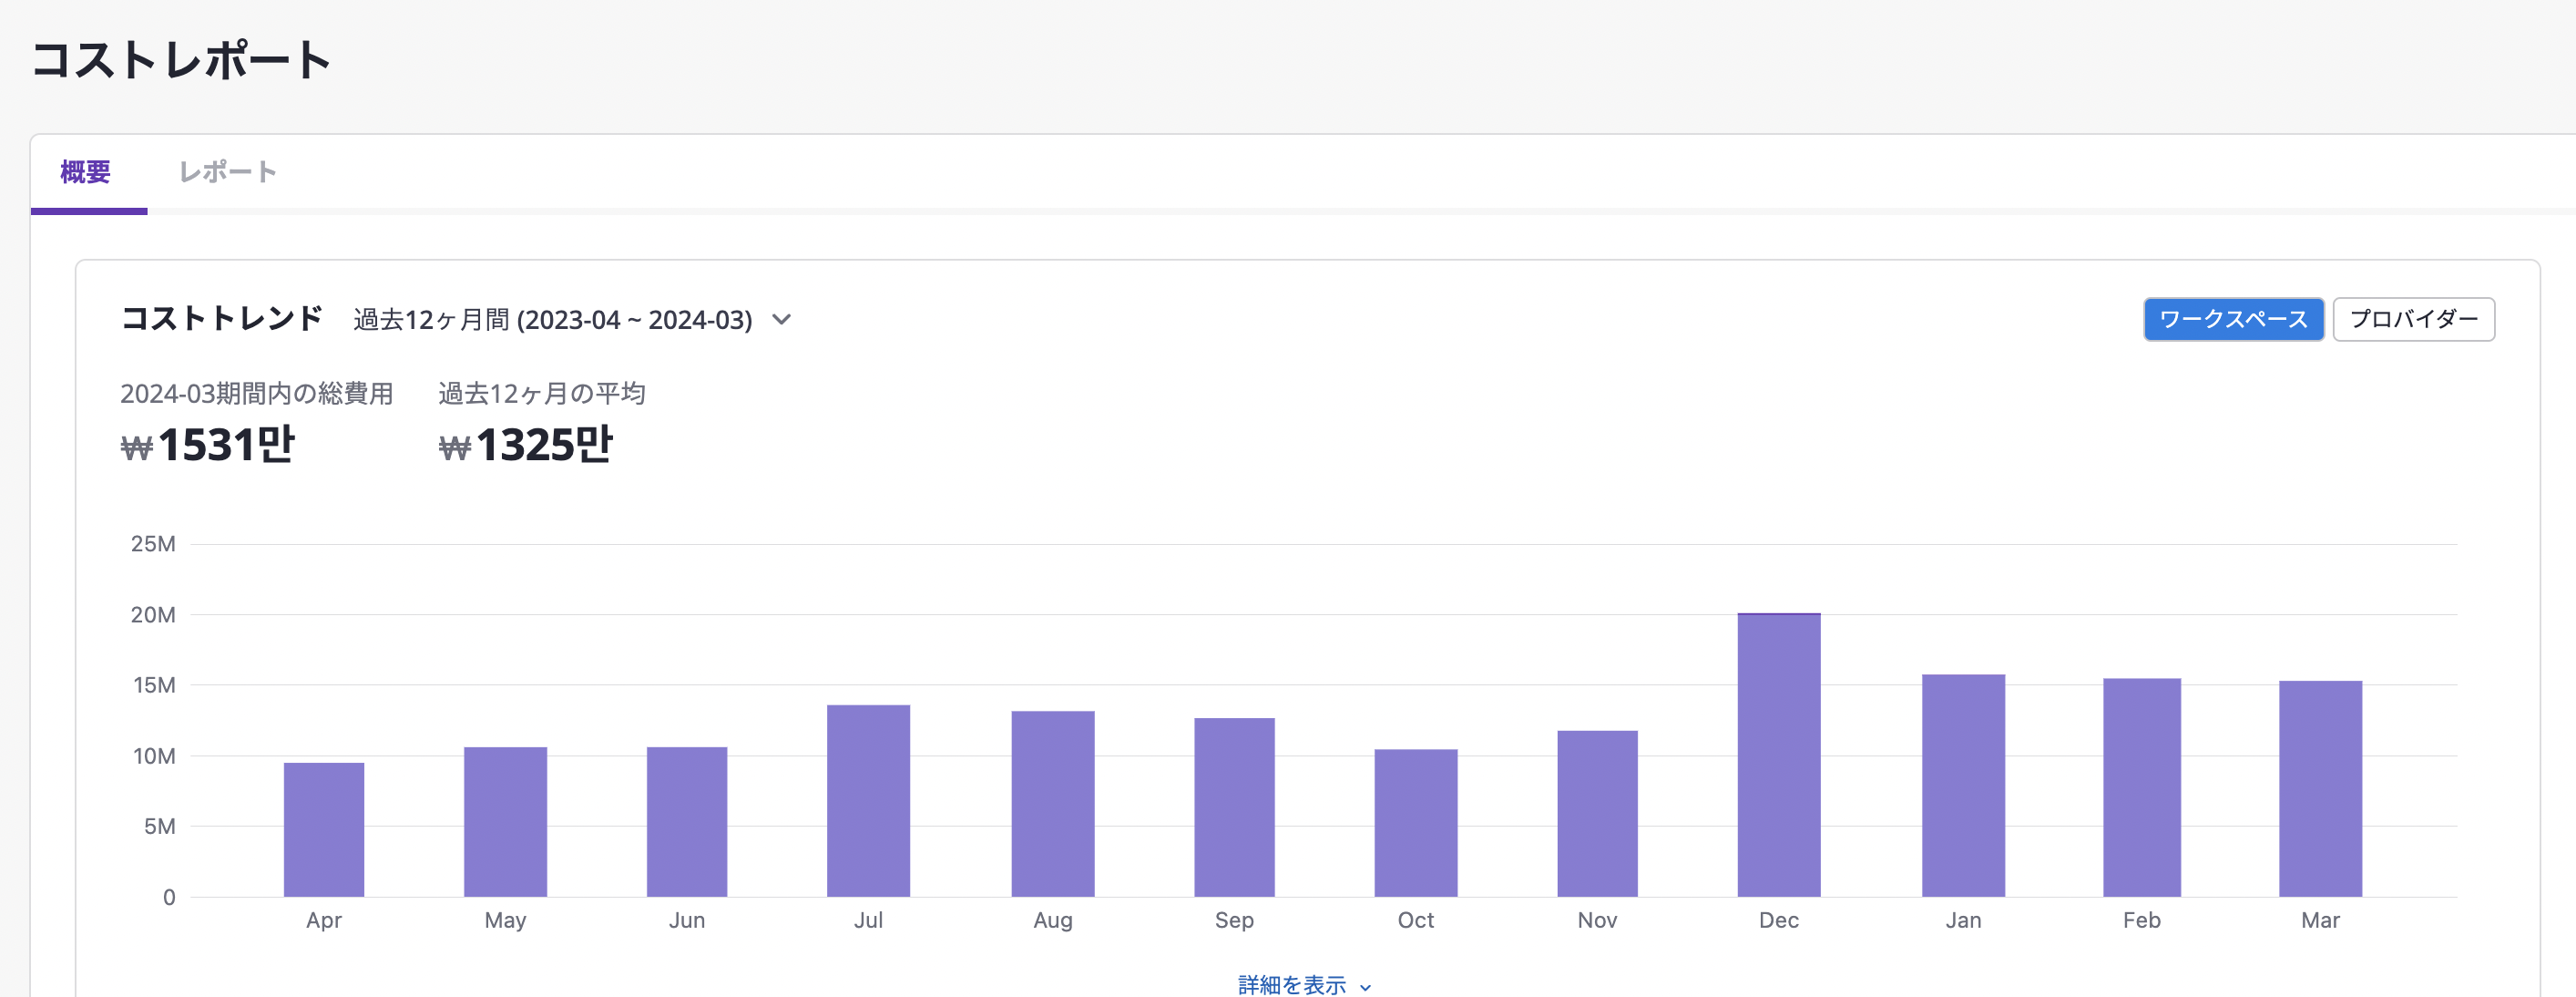 コストレポート
概要 レポート
コストトレンド 過去12ヶ月間 (2023-04 ~ 2024-03)
ワークスペース プロバイダー
2024-03期間内の総費用 過去12ヶ月の平均
₩1531만 ₩1325만
25M
20M
15M
10M
5M
0
Apr May Jun Jul Aug Sep Oct Nov Dec Jan Feb Mar
詳細を表示